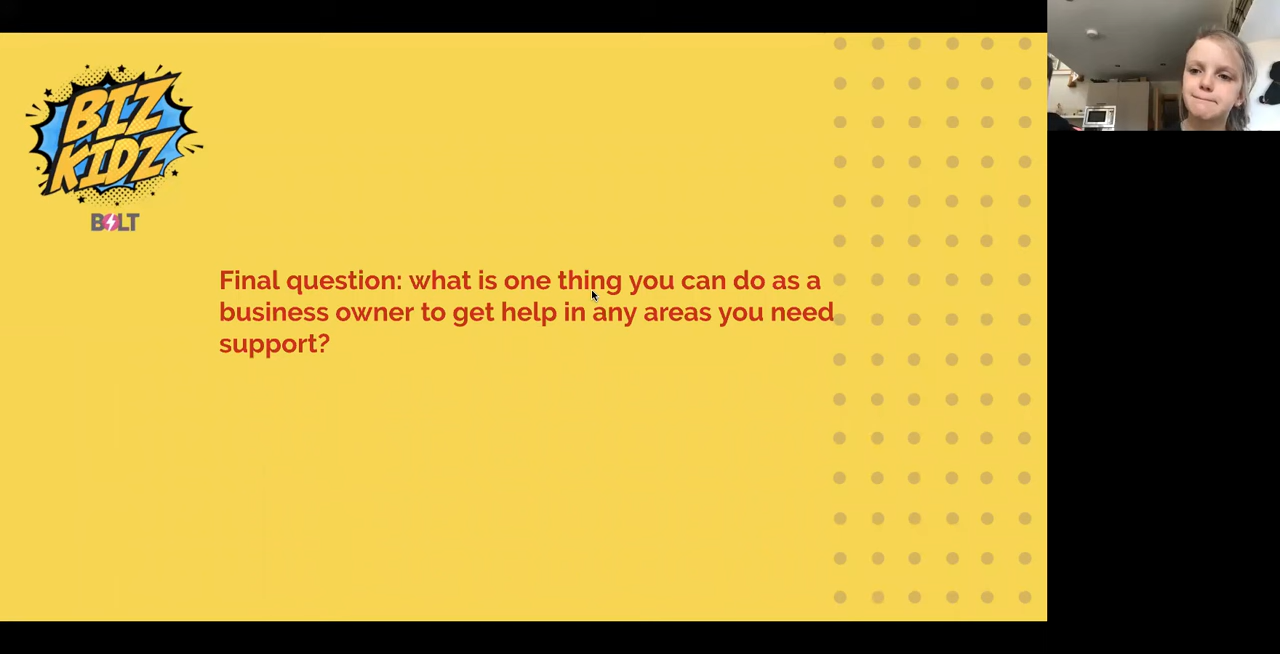 BIZ
KIDZ
BOLT
Final question: what is one thing you can do as a
business owner to get help in any areas you need
support?